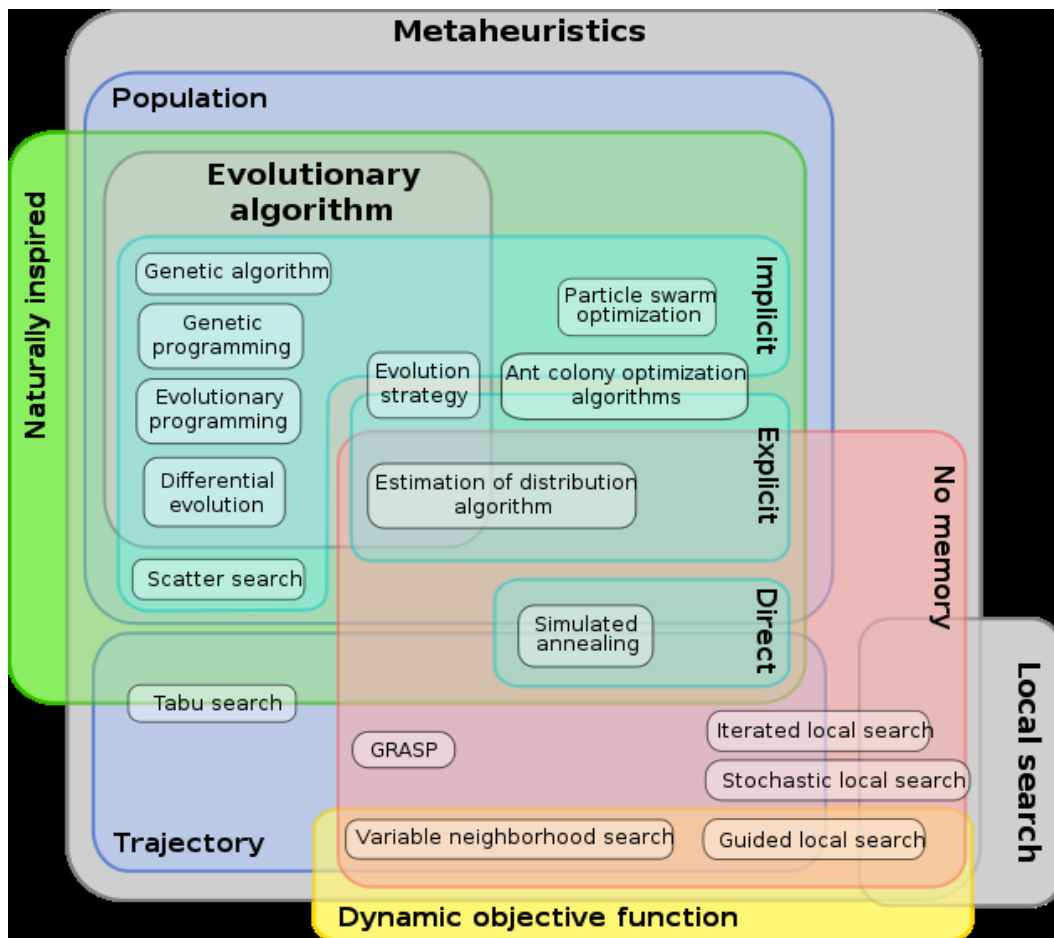 Metaheuristics
Population
Naturally inspired
Evolutionary
algorithm
Genetic algorithm
Genetic
programming
Evolutionary
programming
Differential
evolution
Scatter search
Evolution
strategy
Particle swarm
optimization
Ant colony optimization
algorithms
Implicit
Explicit
Estimation of distribution
algorithm
No memory
Direct
Simulated
annealing
Tabu search
GRASP
Iterated local search
Stochastic local search
Local search
Trajectory
Variable neighborhood search
Guided local search
Dynamic objective function